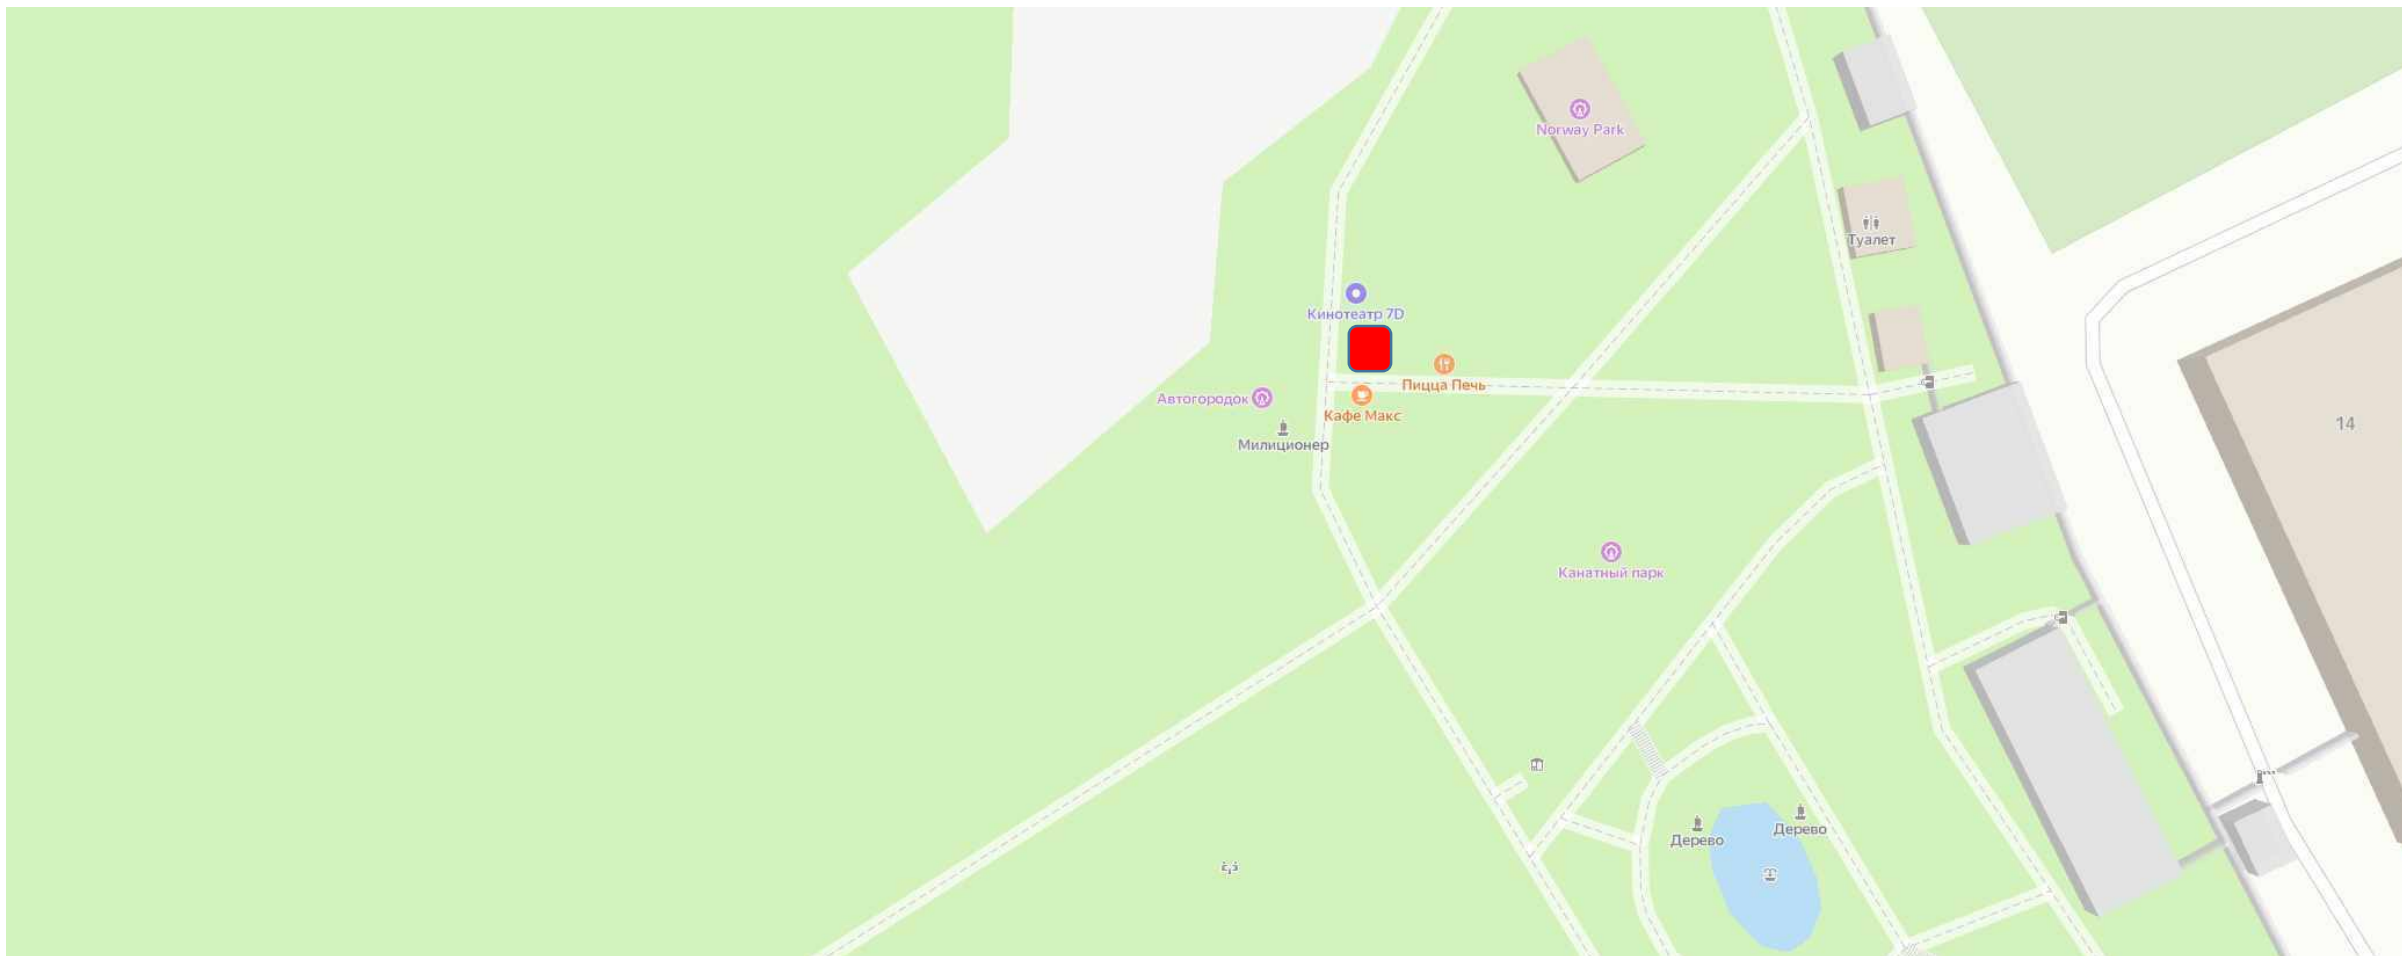 Norway Park
Туалет
Кинотеатр 7D
Пицца Печь
Автогородок
Кафе Макс
14
Милиционер
Канатный парк
Дерево
Дерево